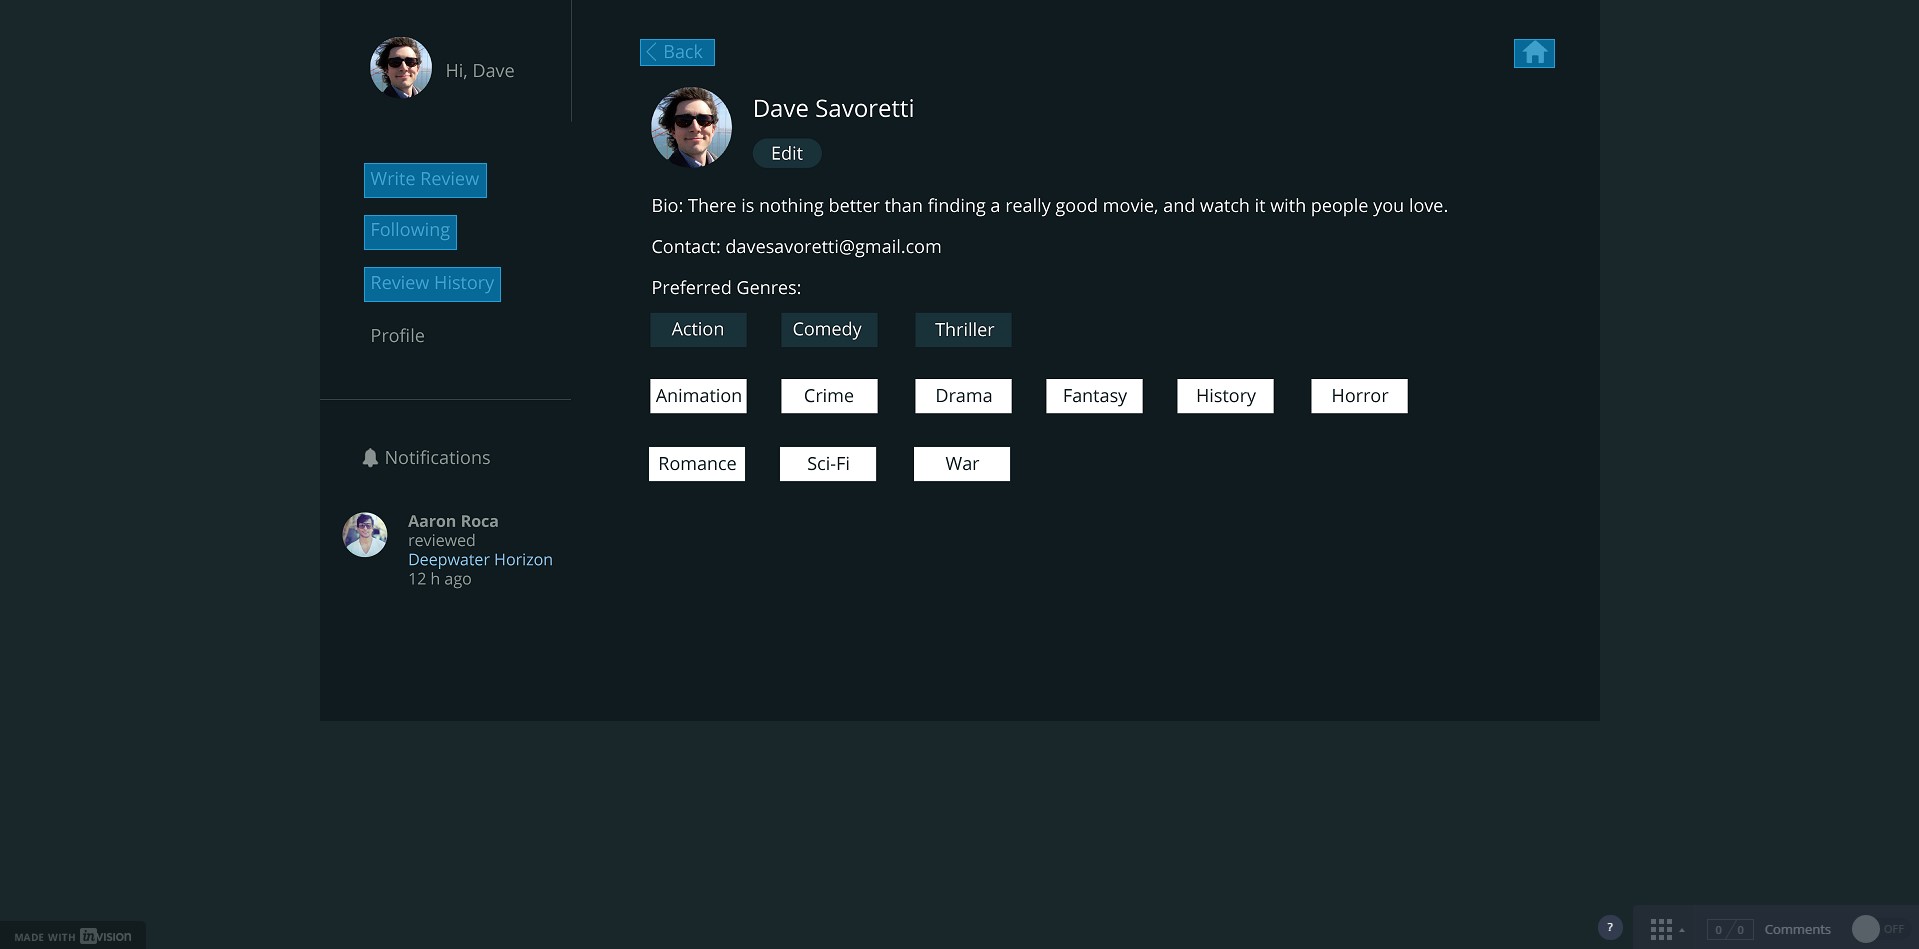 Hi, Dave
Write Review
Following
Review History
Profile
Notifications
Aaron Roca
reviewed
Deepwater Horizon
12 h ago
Back
Dave Savoretti
Edit
Bio: There is nothing better than finding a really good movie, and watch it with people you love.
Contact: davesavoretti@gmail.com
Preferred Genres:
Action Comedy Thriller
Animation Crime Drama Fantasy History Horror
Romance Sci-Fi War
MADE WITH inVISION
? 0 / 0 Comments OFF